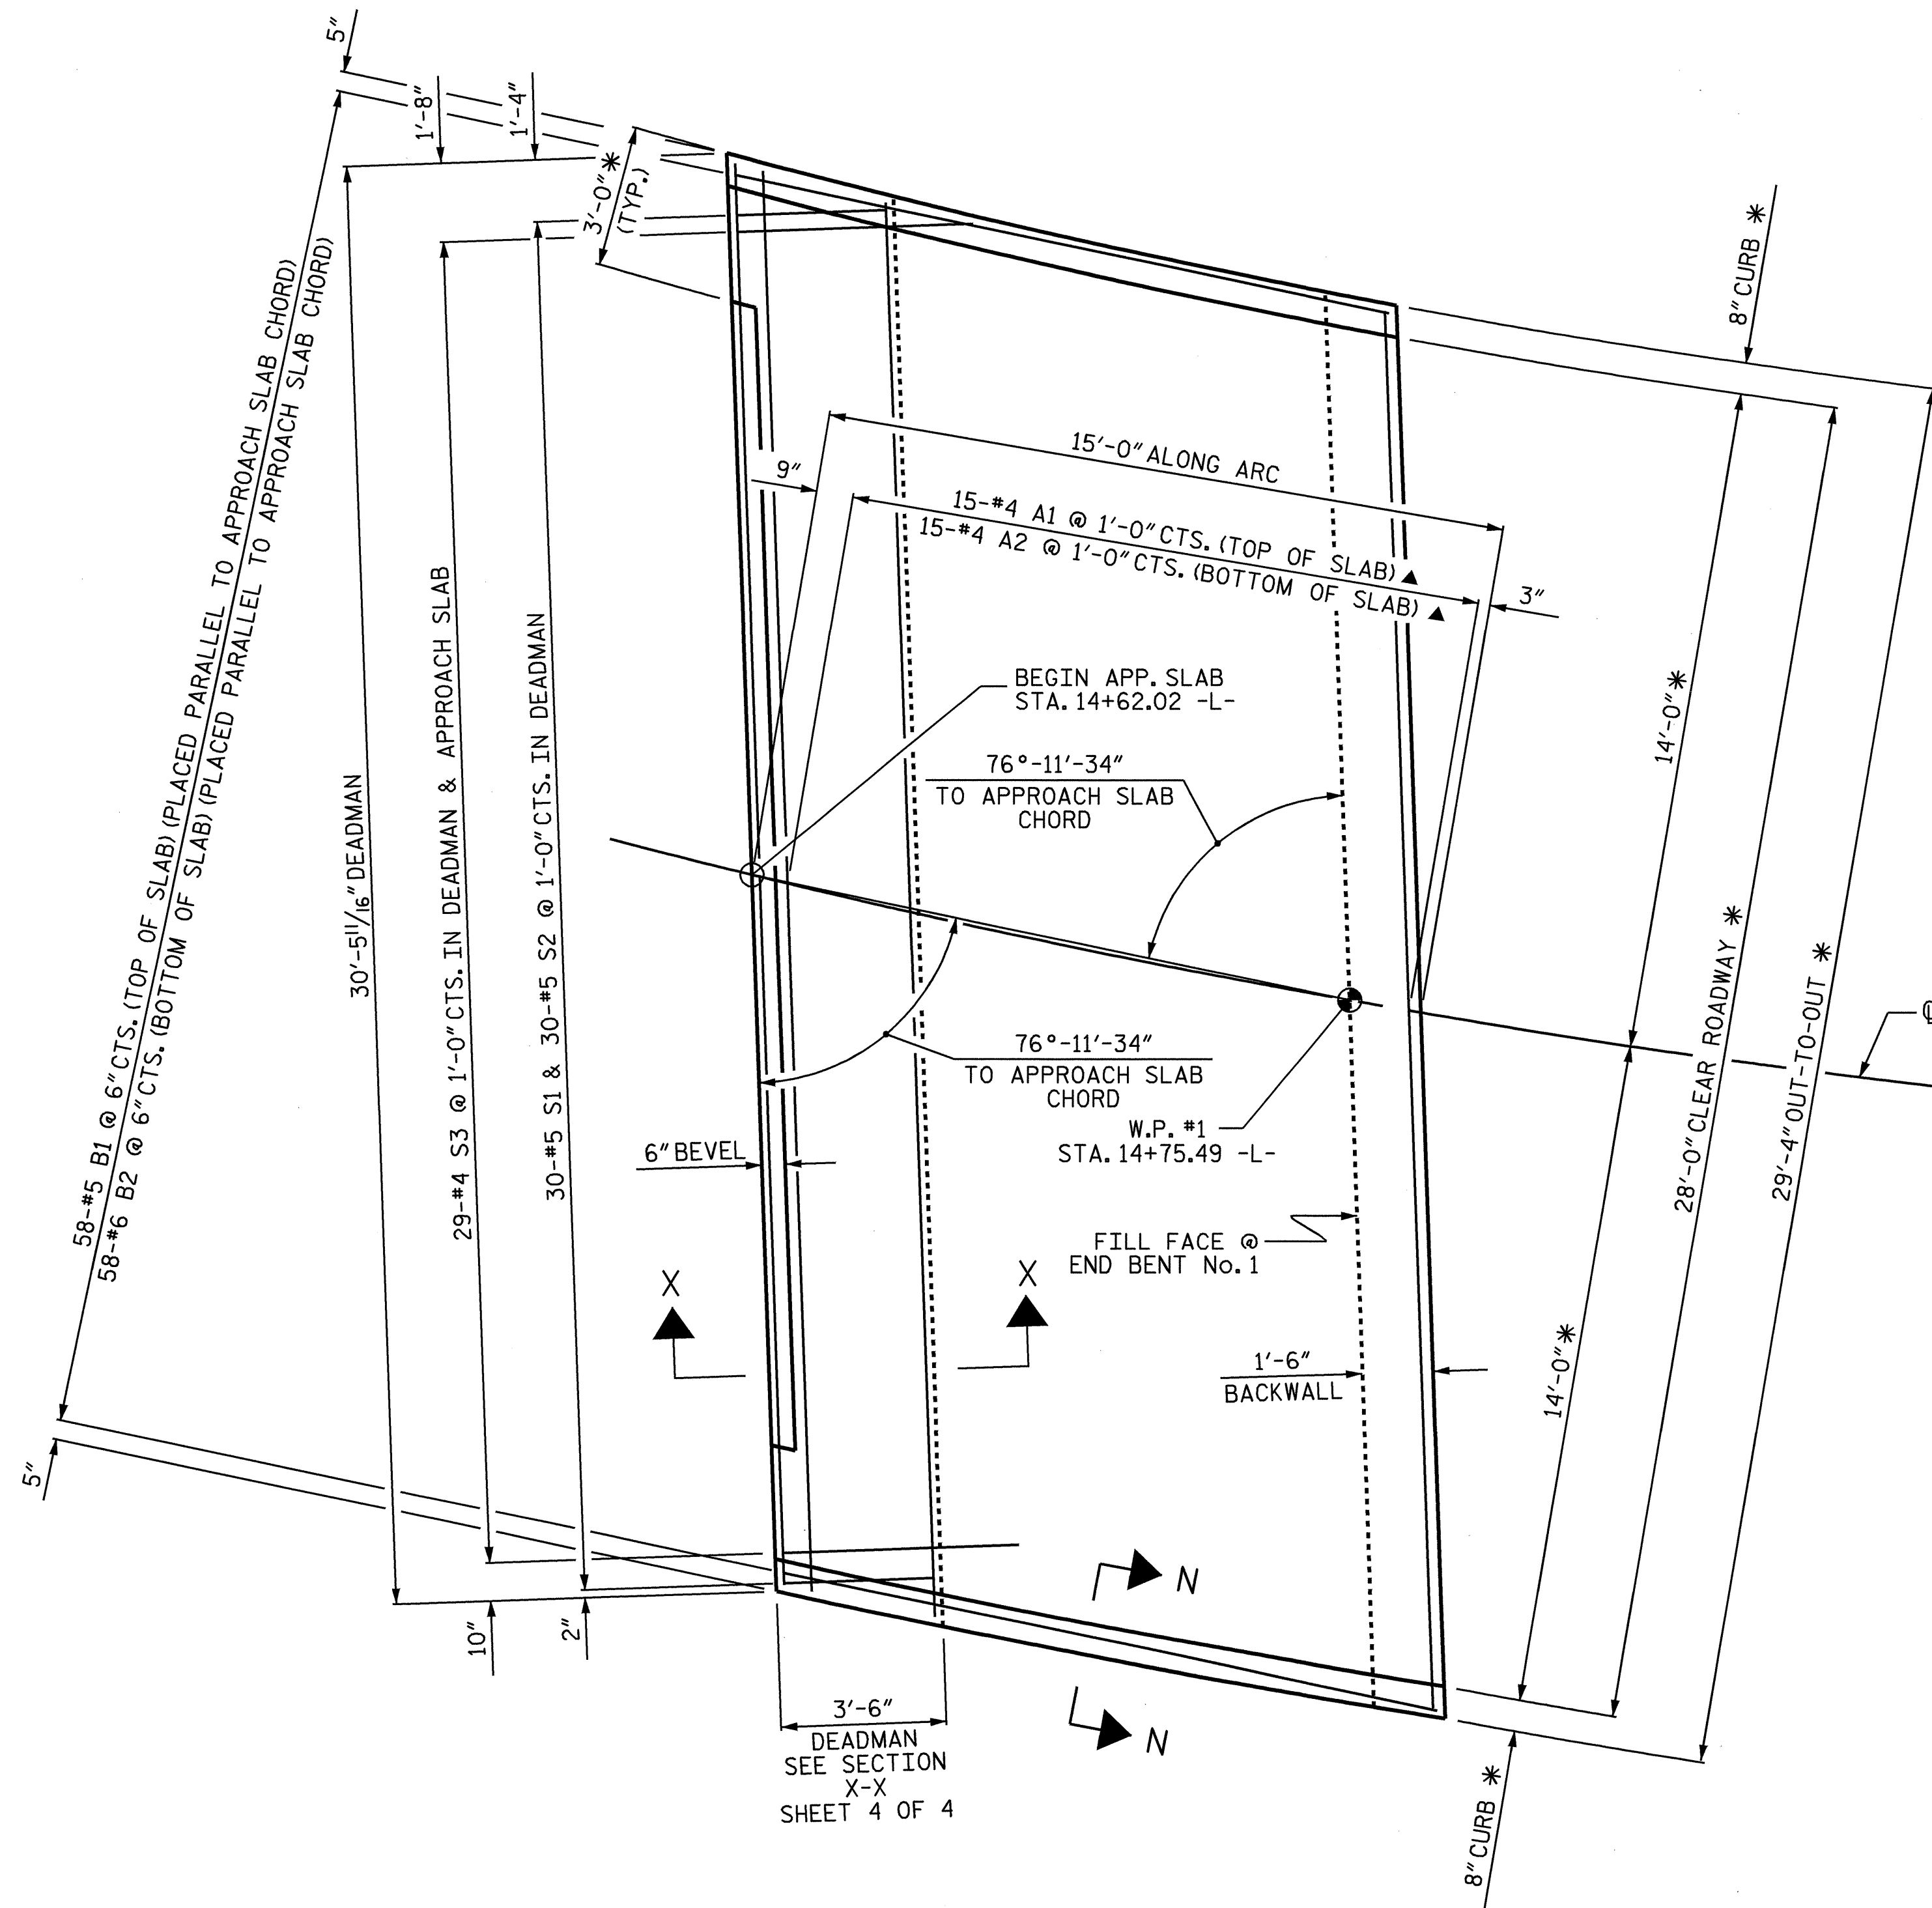 5"
1'-8"
1'-4"
3'-0"*
(TYP.)
8" CURB *
58-#5 B1 @ 6" CTS. (TOP OF SLAB) (PLACED PARALLEL TO APPROACH SLAB CHORD)
58-#6 B2 @ 6" CTS. (BOTTOM OF SLAB) (PLACED PARALLEL TO APPROACH SLAB CHORD)
30'-5 11/16" DEADMAN
29-#4 S3 @ 1'-0" CTS. IN DEADMAN & APPROACH SLAB
30-#5 S1 & 30-#5 S2 @ 1'-0" CTS. IN DEADMAN
9"
15'-0" ALONG ARC
15-#4 A1 @ 1'-0" CTS. (TOP OF SLAB) ▲
15-#4 A2 @ 1'-0" CTS. (BOTTOM OF SLAB) ▲
3"
BEGIN APP. SLAB
STA. 14+62.02 -L-
76°-11'-34"
TO APPROACH SLAB
CHORD
14'-0"*
28'-0" CLEAR ROADWAY *
29'-4" OUT-TO-OUT *
76°-11'-34"
TO APPROACH SLAB
CHORD
W.P. #1
STA. 14+75.49 -L-
6" BEVEL
FILL FACE @
END BENT No. 1
X
X
1'-6"
BACKWALL
14'-0"*
5"
10"
2"
N
N
3'-6"
DEADMAN
SEE SECTION
X-X
SHEET 4 OF 4
8" CURB *